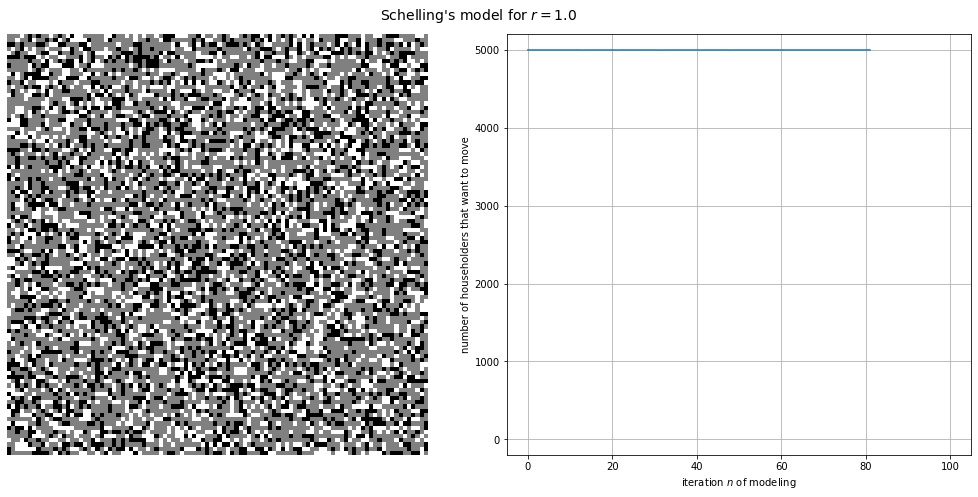 Schelling's model for r = 1.0
number of householders that want to move
5000
4000
3000
2000
1000
0
0 20 40 60 80 100
iteration n of modeling